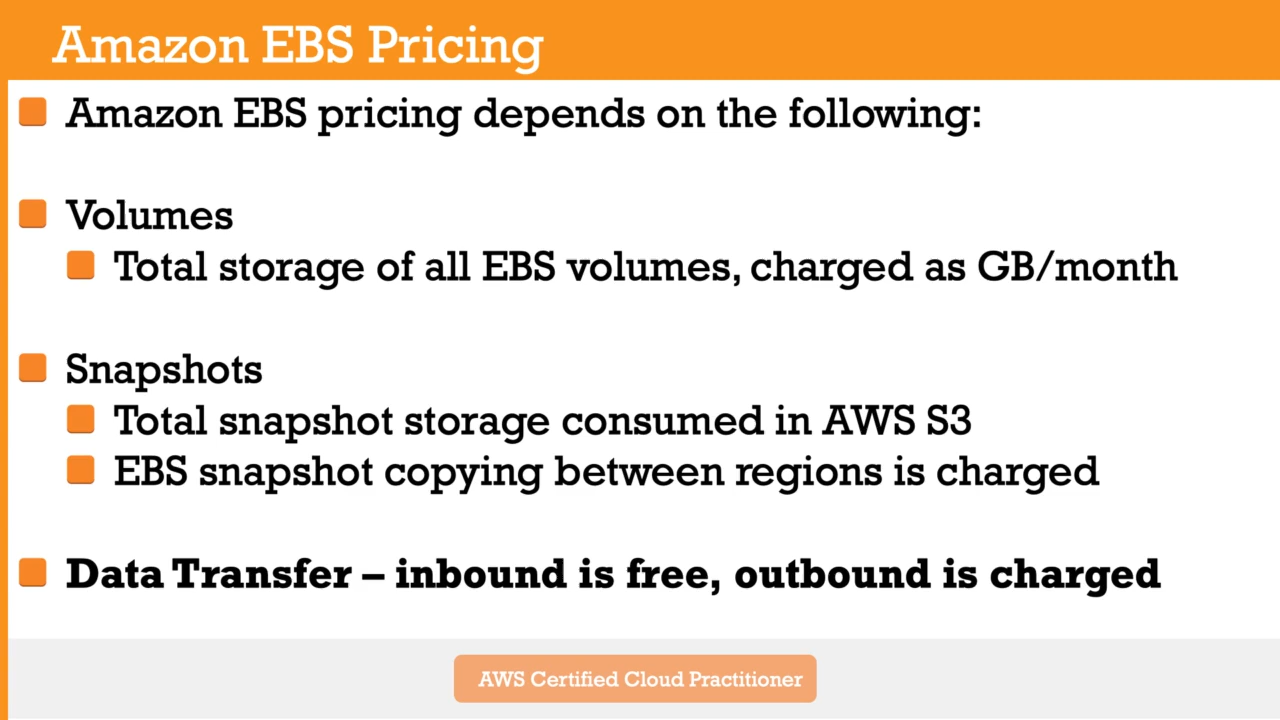 Amazon EBS Pricing
Amazon EBS pricing depends on the following:
Volumes
Total storage of all EBS volumes, charged as GB/month
Snapshots
Total snapshot storage consumed in AWS S3
EBS snapshot copying between regions is charged
Data Transfer – inbound is free, outbound is charged
AWS Certified Cloud Practitioner